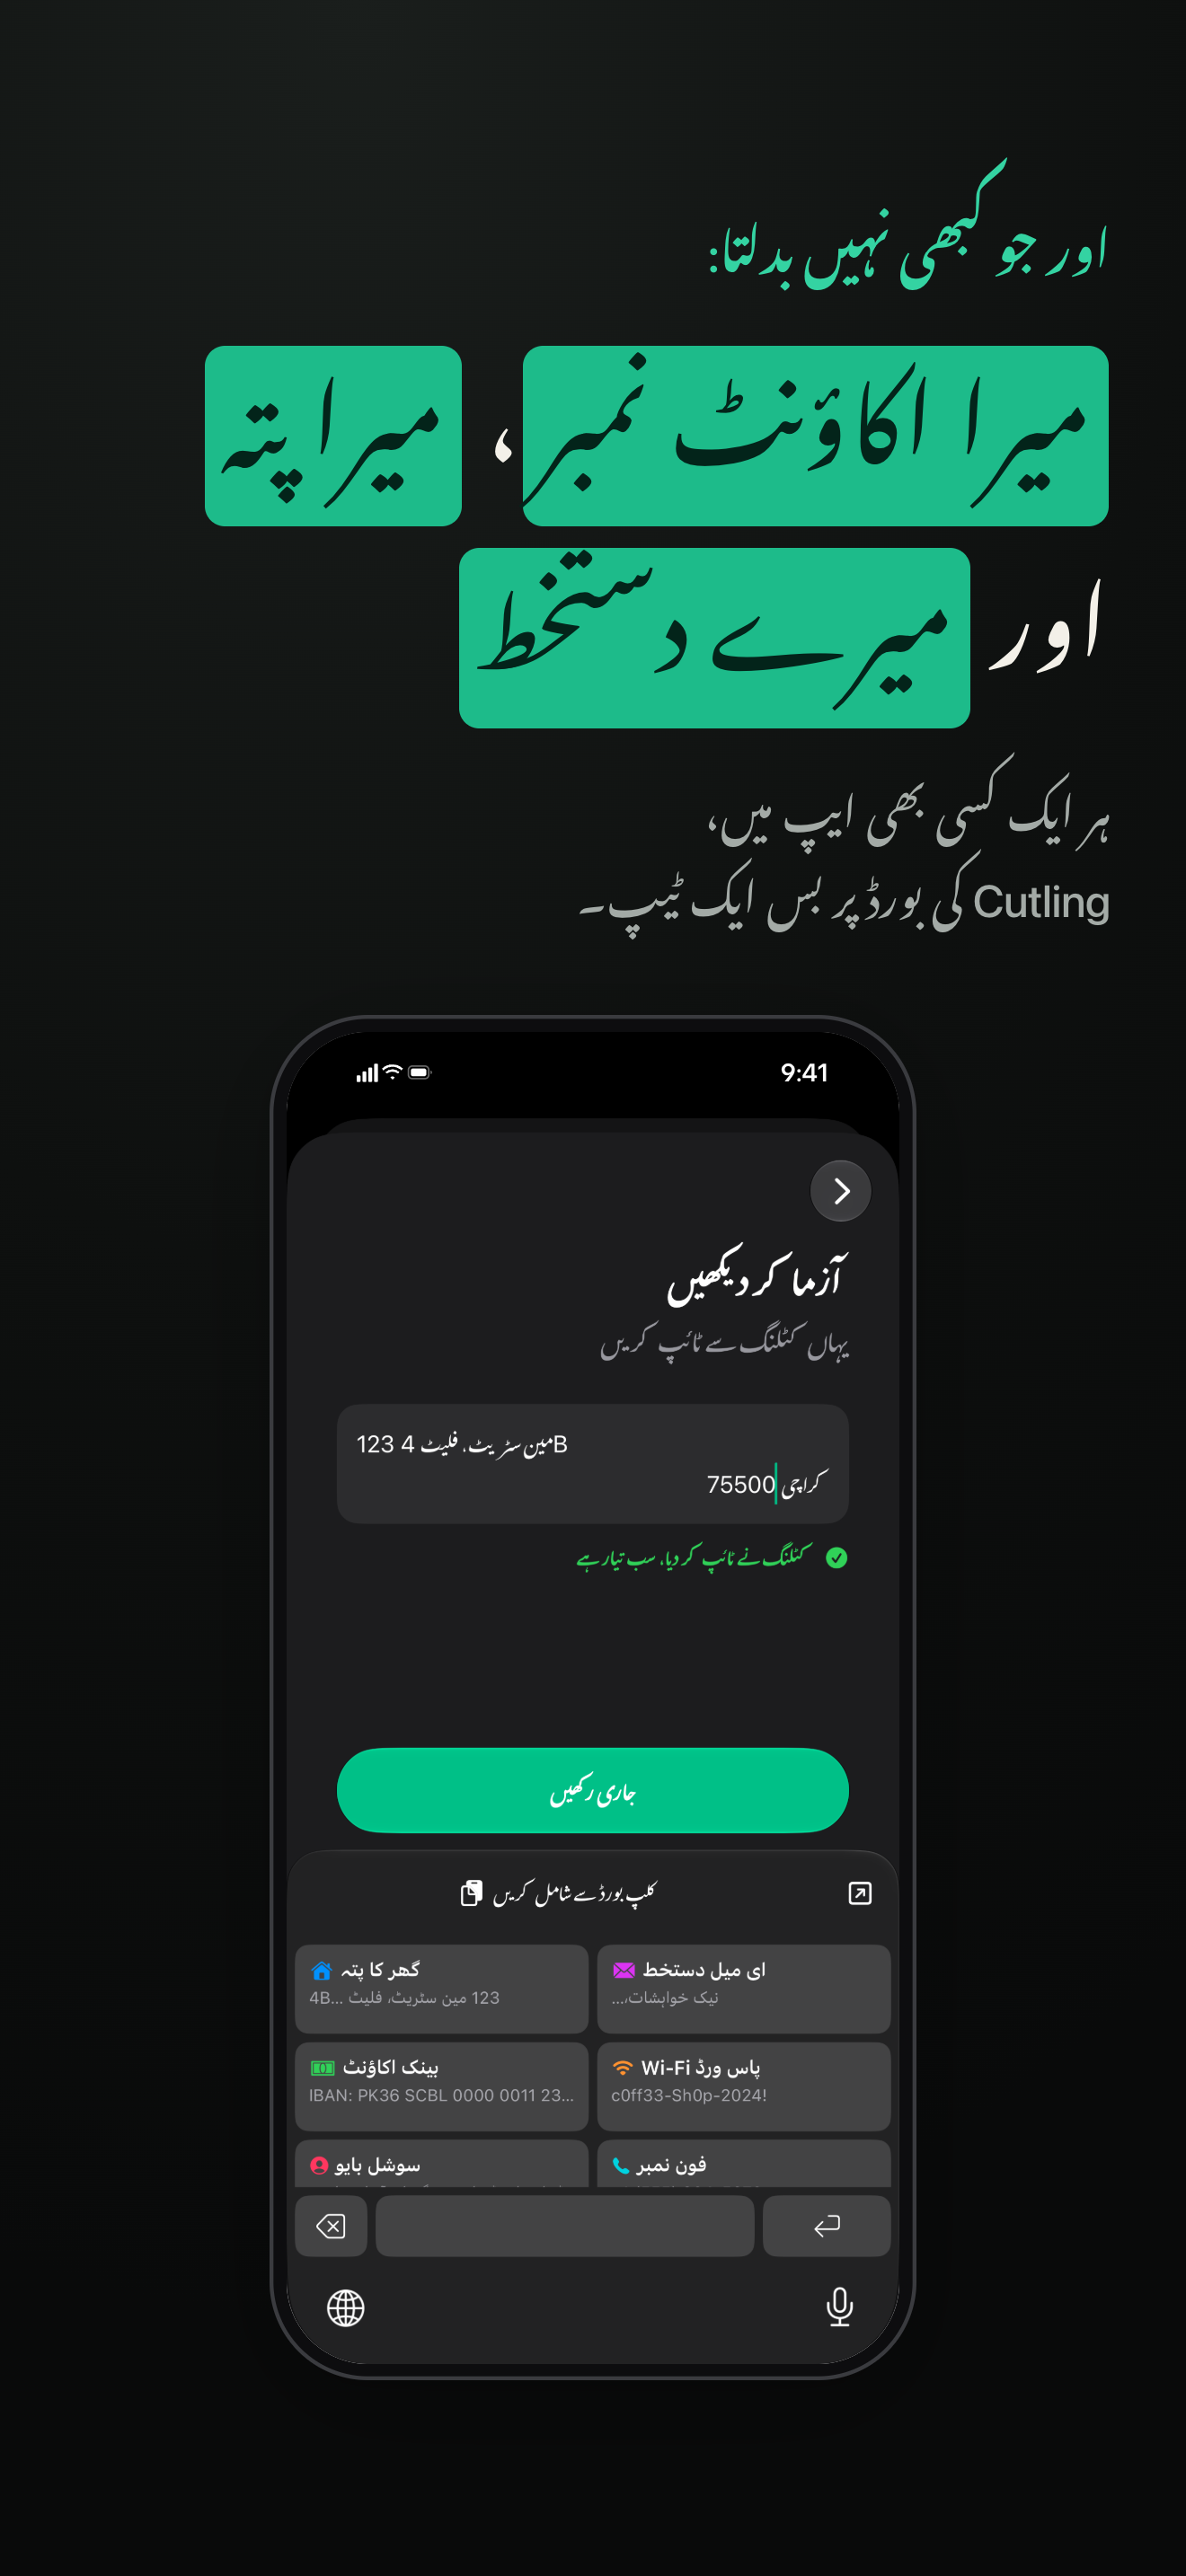 اور جو کبھی نہیں بدلتا:
میرا اکاؤنٹ نمبر، میرا پتہ
اور میرے دستخط
ہر ایک کسی بھی ایپ میں،
Cutling کی بورڈ پر بس ایک ٹیپ۔
9:41
آزما کر دیکھیں
یہاں کٹلنگ سے ٹائپ کریں
123 مین سٹریٹ، فلیٹ 4B
کراچی 75500
کٹلنگ نے ٹائپ کر دیا، سب تیار ہے
جاری رکھیں
کلپ بورڈ سے شامل کریں
ای میل دستخط
نیک خواہشات،...
گھر کا پتہ
123 مین سٹریٹ، فلیٹ 4B...
پاس ورڈ Wi-Fi
c0ff33-Sh0p-2024!
بینک اکاؤنٹ
IBAN: PK36 SCBL 0000 0011 23...
فون نمبر
سوشل بایو